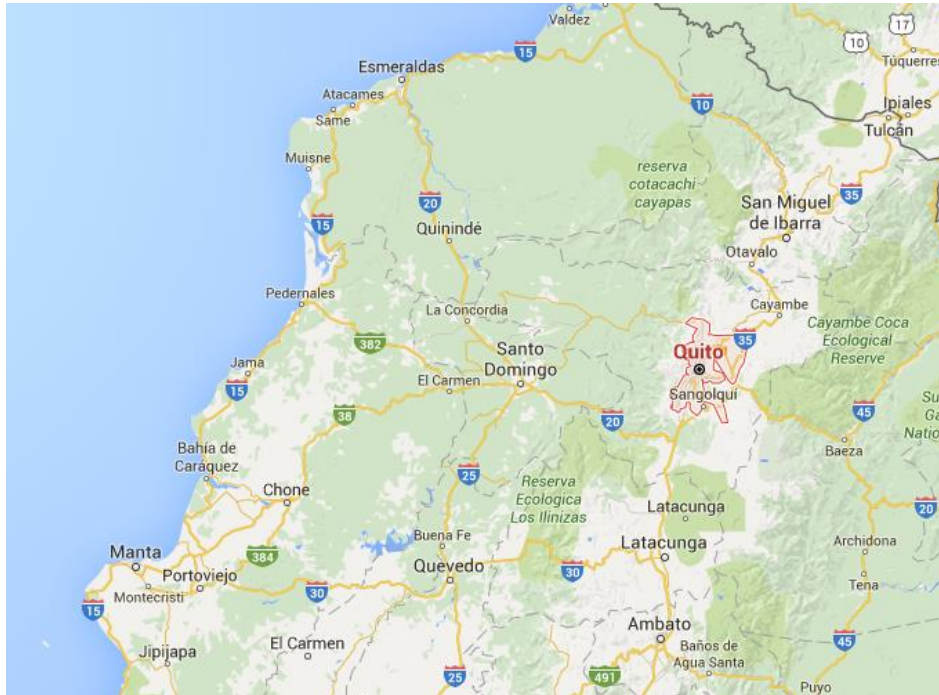 Valdez
17
15
10
Túquerres
Esmeraldas
Atacames
Same
10
Ipiales
Tulcán
Muisne
reserva
cotacachi
cayapas
35
20
San Miguel
de Ibarra
15
Quinindé
Otavalo
Pedernales
La Concordia
Cayambe
Cayambe Coca
Ecological
Reserve
382
35
Santo
Domingo
Quito
Jama
15
El Carmen
Sangolquí
38
20
45
Su
Ga
Nation
Baeza
Bahía de
Caráquez
25
Reserva
Ecologica
Los Ilinizas
Chone
Latacunga
20
Buena Fe
Archidona
Manta
384
Latacunga
Portoviejo
Quevedo
30
Montecristi
30
Tena
15
Ambato
El Carmen
Jipijapa
Baños de
Agua Santa
45
25
491
Puyo